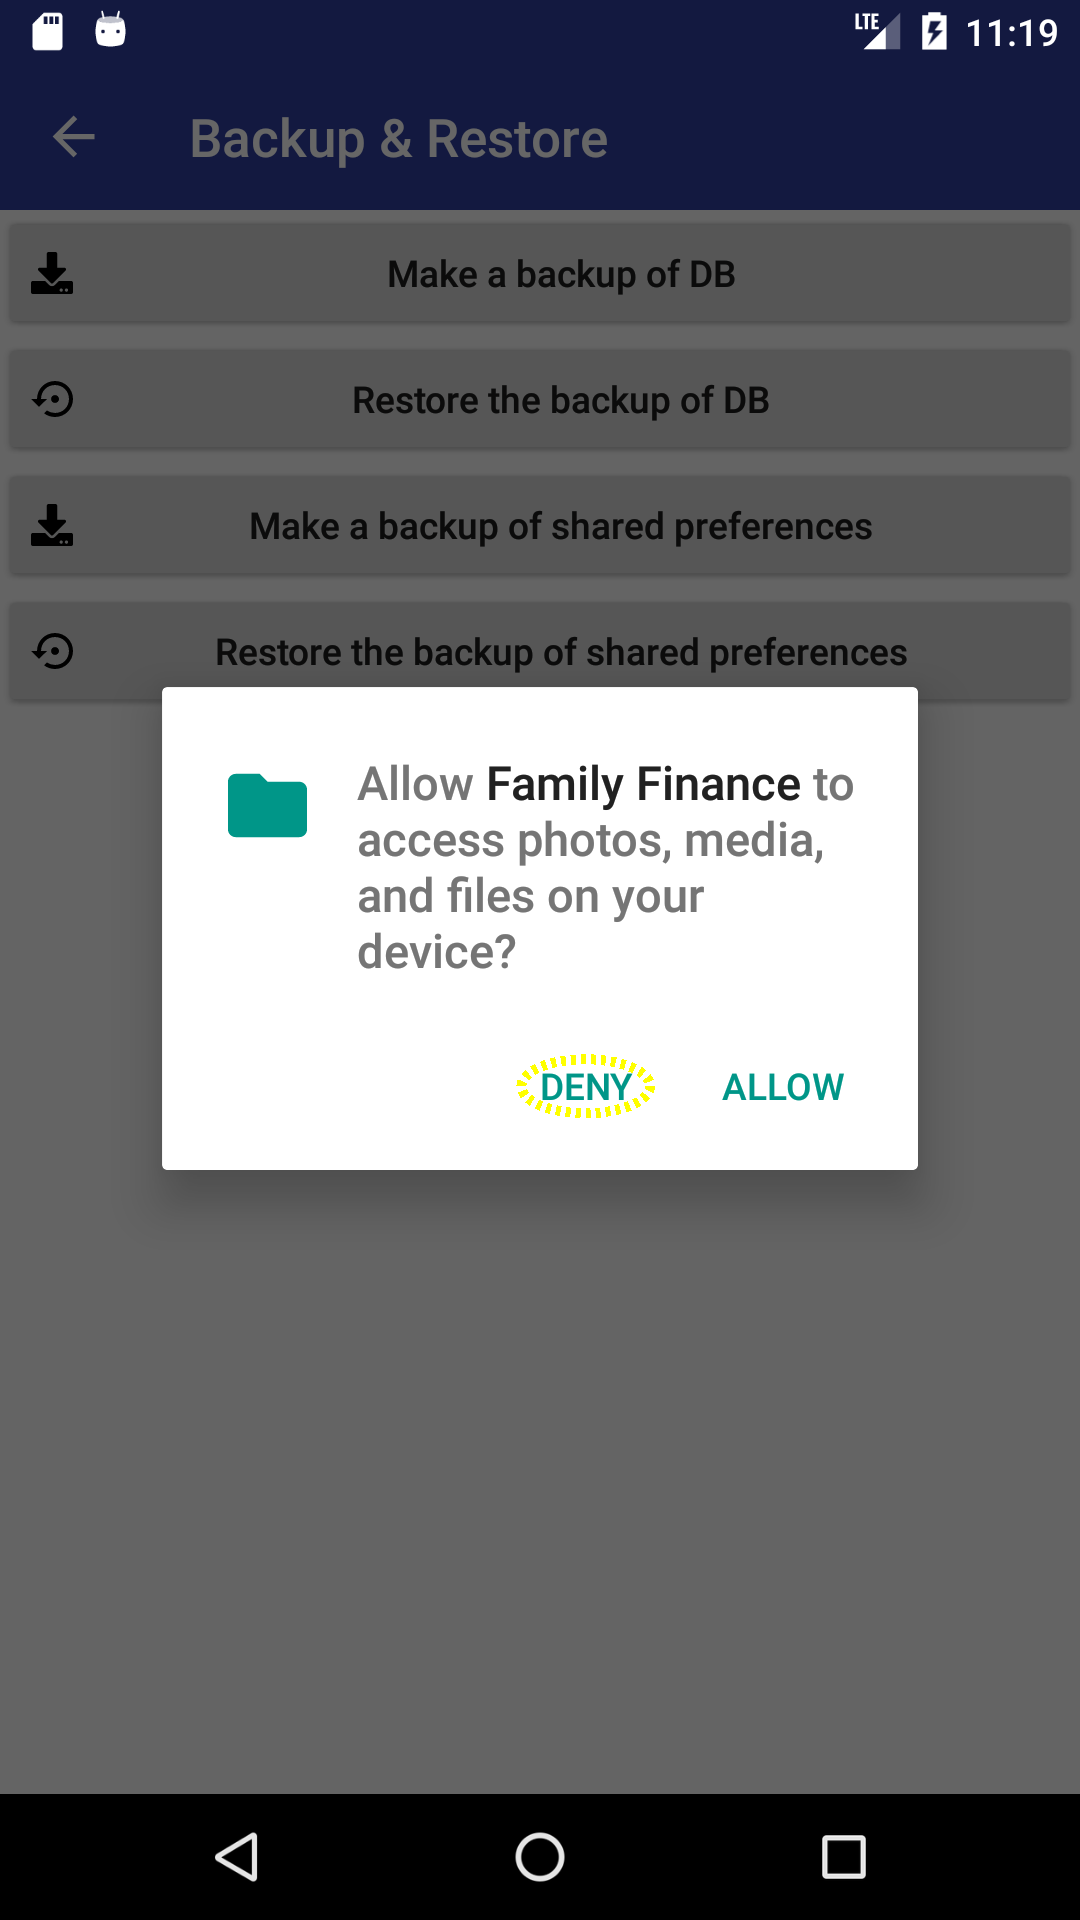 LTE 11:19
Backup & Restore
Make a backup of DB
Restore the backup of DB
Make a backup of shared preferences
Restore the backup of shared preferences
Allow Family Finance to
access photos, media,
and files on your
device?
DENY ALLOW